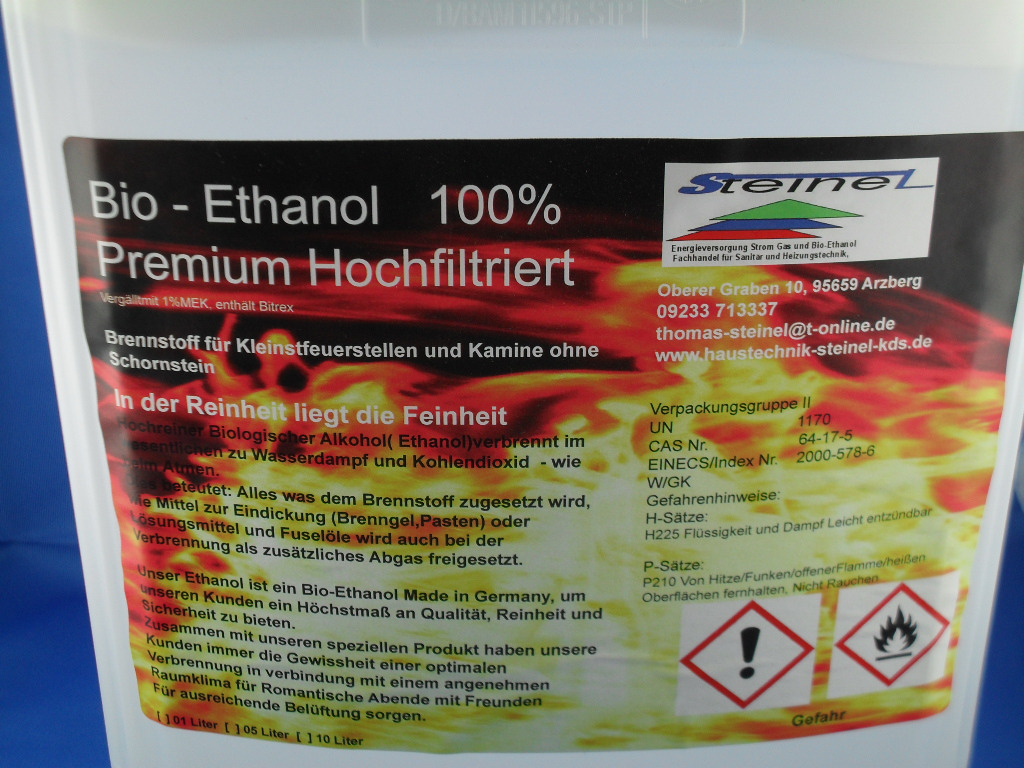 Bio - Ethanol 100%
Premium Hochfiltriert
Vergälltmit 1%MEK, enthält Bitrex
Brennstoff für Kleinstfeuerstellen und Kamine ohne
Schornstein
In der Reinheit liegt die Feinheit
Hochreiner Biologischer Alkohol( Ethanol)verbrennt im
wesentlichen zu Wasserdampf und Kohlendioxid - wie
beim Atmen.
Das beteutet: Alles was dem Brennstoff zugesetzt wird,
wie Mittel zur Eindickung (Brenngel,Pasten) oder
Lösungsmittel und Fuselöle wird auch bei der
Verbrennung als zusätzliches Abgas freigesetzt.
Unser Ethanol ist ein Bio-Ethanol Made in Germany, um
unseren Kunden ein Höchstmaß an Qualität, Reinheit und
Sicherheit zu bieten.
Zusammen mit unseren speziellen Produkt haben unsere
Kunden immer die Gewissheit einer optimalen
Verbrennung in verbindung mit einem angenehmen
Raumklima für Romantische Abende mit Freunden
Für ausreichende Belüftung sorgen.
[ ] 01 Liter [ ] 05 Liter [ ] 10 Liter
Steinel
Energieversorgung Strom Gas und Bio-Ethanol
Fachhandel für Sanitär und Heizungstechnik,
Oberer Graben 10, 95659 Arzberg
09233 713337
thomas-steinel@t-online.de
www.haustechnik-steinel-kds.de
Verpackungsgruppe II
UN 1170
CAS Nr. 64-17-5
EINECS/Index Nr. 2000-578-6
W/GK
Gefahrenhinweise:
H-Sätze:
H225 Flüssigkeit und Dampf Leicht entzündbar
P-Sätze:
P210 Von Hitze/Funken/offenerFlamme/heißen
Oberflächen fernhalten, Nicht Rauchen
Gefahr